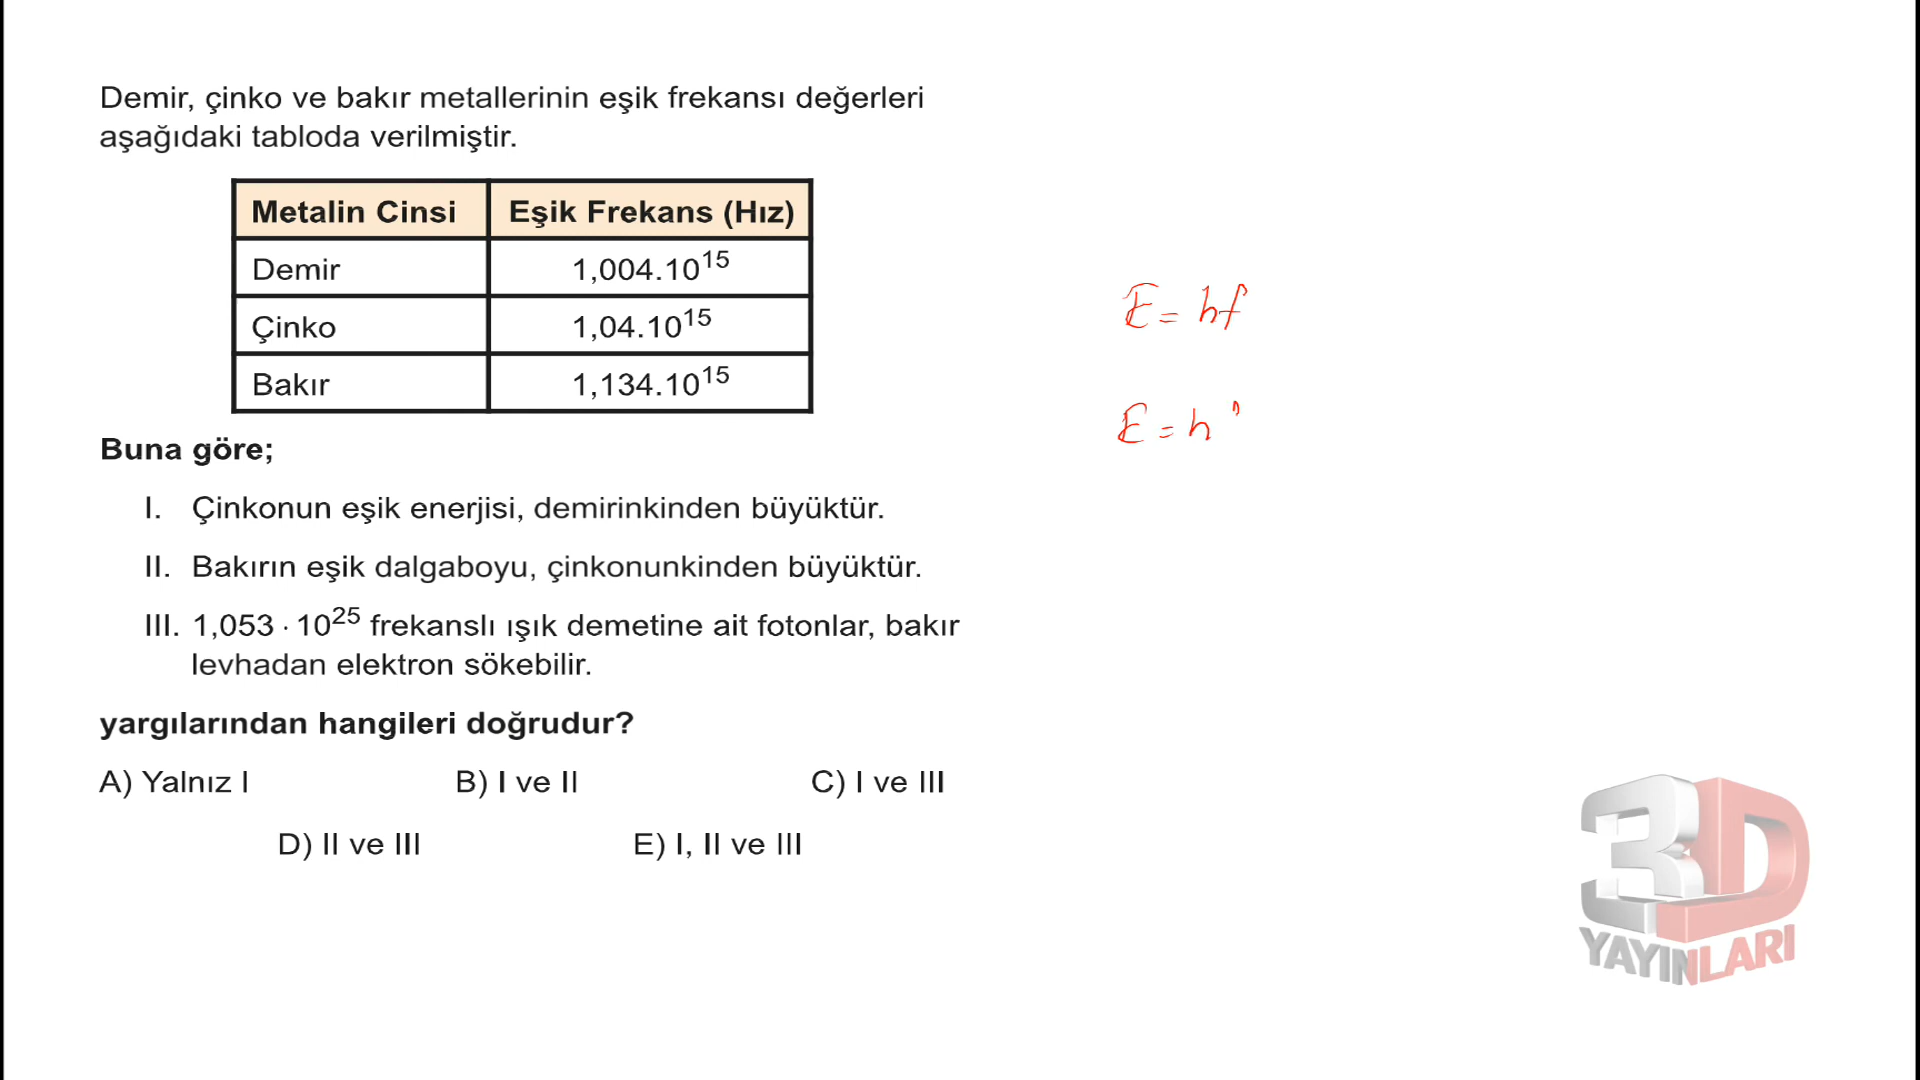 Demir, çinko ve bakır metallerinin eşik frekansı değerleri
aşağıdaki tabloda verilmiştir.
Metalin Cinsi Eşik Frekans (Hız)
Demir 1,004.10^15
Çinko 1,04.10^15
Bakır 1,134.10^15
Buna göre;
I. Çinkonun eşik enerjisi, demirinkinden büyüktür.
II. Bakırın eşik dalgaboyu, çinkonunkinden büyüktür.
III. 1,053 · 10^25 frekanslı ışık demetine ait fotonlar, bakır
levhadan elektron sökebilir.
yargılarından hangileri doğrudur?
A) Yalnız I B) I ve II C) I ve III
D) II ve III E) I, II ve III
E = hf
E = h
3D
YAYINLARI